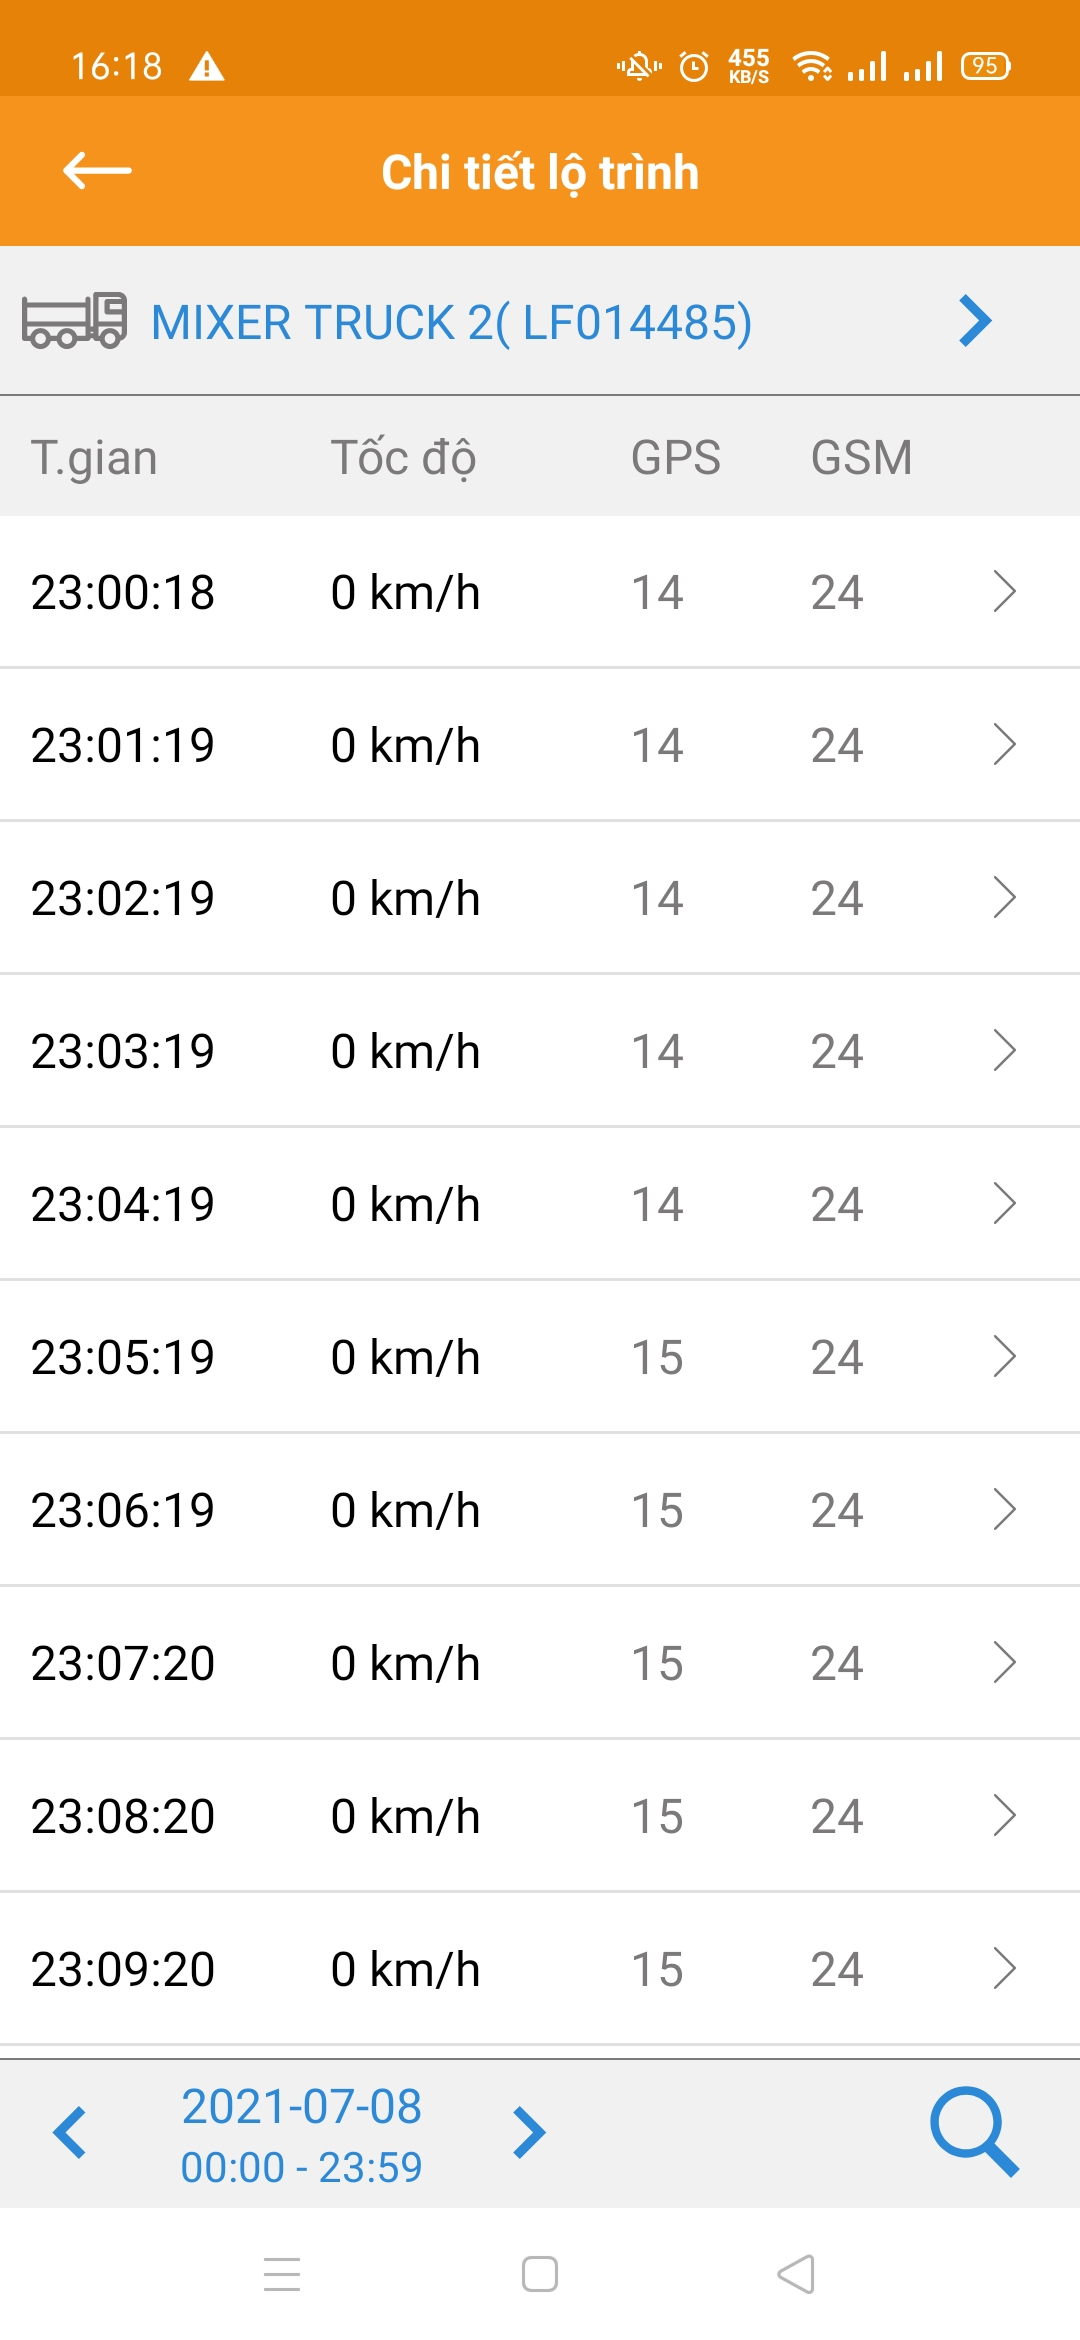 16:18 455 KB/S 95
Chi tiết lộ trình
MIXER TRUCK 2( LF014485)
T.gian Tốc độ GPS GSM
23:00:18 0 km/h 14 24
23:01:19 0 km/h 14 24
23:02:19 0 km/h 14 24
23:03:19 0 km/h 14 24
23:04:19 0 km/h 14 24
23:05:19 0 km/h 15 24
23:06:19 0 km/h 15 24
23:07:20 0 km/h 15 24
23:08:20 0 km/h 15 24
23:09:20 0 km/h 15 24
2021-07-08
00:00 - 23:59